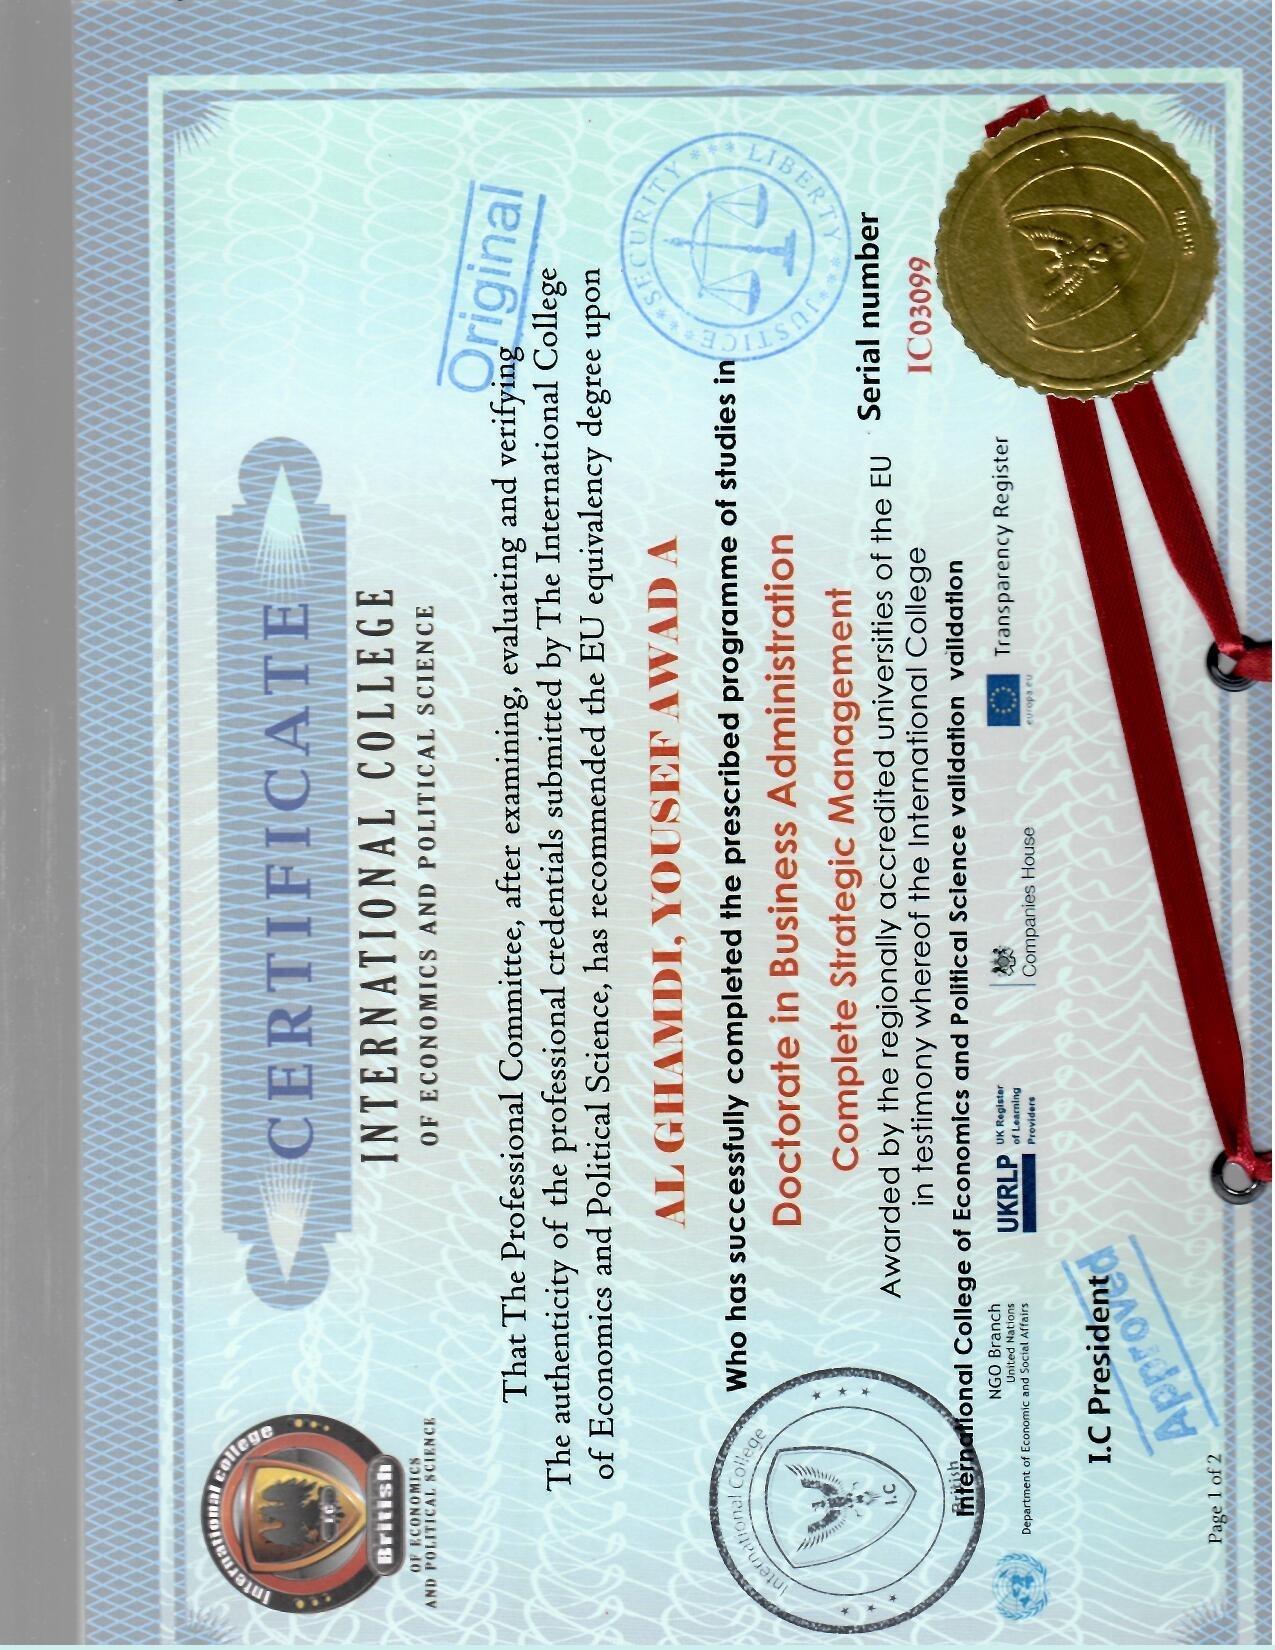 International college
I.C
British
OF ECONOMICS
AND POLITICAL SCIENCE
CERTIFICATE
INTERNATIONAL COLLEGE
OF ECONOMICS AND POLITICAL SCIENCE
Original
That The Professional Committee, after examining, evaluating and verifying
The authenticity of the professional credentials submitted by The International College
of Economics and Political Science, has recommended the EU equivalency degree upon
AL GHAMDI, YOUSEF AWAD A
Who has successfully completed the prescribed programme of studies in
SECURITY LIBERTY JUSTICE
Doctorate in Business Administration
Complete Strategic Management
International College
I.C
British
Awarded by the regionally accredited universities of the EU
in testimony whereof the International College
Serial number
IC03099
International College of Economics and Political Science validation validation
NGO Branch
United Nations
Department of Economic and Social Affairs
UKRLP
UK Register
of Learning
Providers
Companies House
europa.eu
Transparency Register
I.C President
Approved
Page 1 of 2